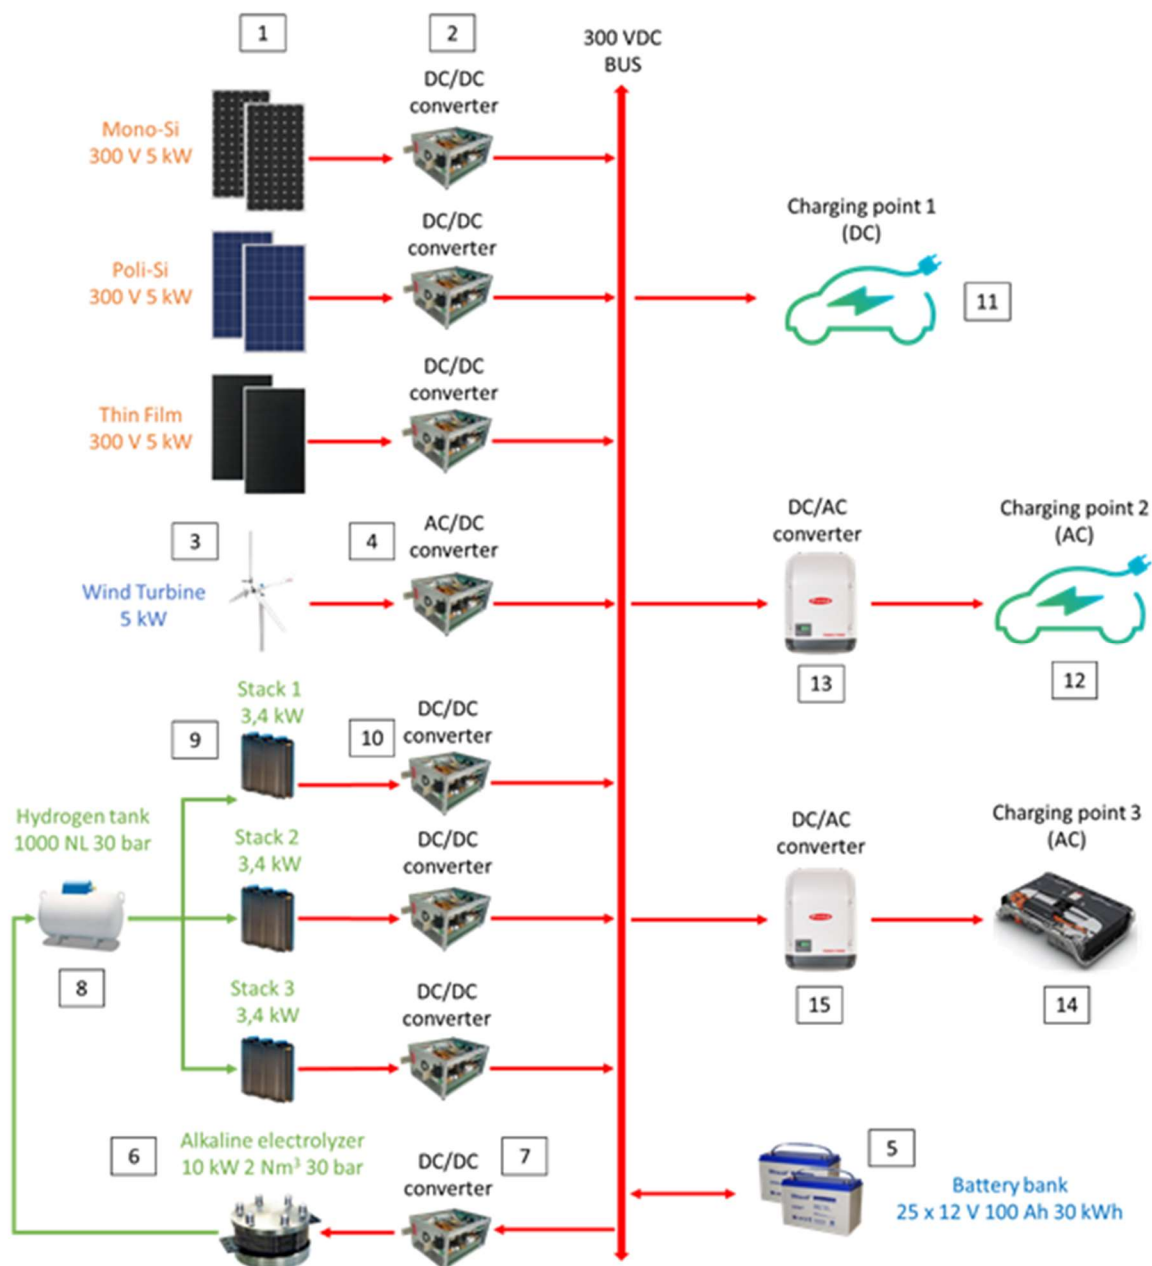 1
2
300 VDC
BUS
DC/DC
converter
Mono-Si
300 V 5 kW
DC/DC
converter
Poli-Si
300 V 5 kW
Charging point 1
(DC)
11
DC/DC
converter
Thin Film
300 V 5 kW
3
4
AC/DC
converter
Wind Turbine
5 kW
DC/AC
converter
13
Charging point 2
(AC)
12
Stack 1
3,4 kW
9
10
DC/DC
converter
Hydrogen tank
1000 NL 30 bar
8
Stack 2
3,4 kW
DC/DC
converter
DC/AC
converter
15
Charging point 3
(AC)
14
Stack 3
3,4 kW
DC/DC
converter
6
Alkaline electrolyzer
10 kW 2 Nm³ 30 bar
DC/DC
converter
7
5
Battery bank
25 x 12 V 100 Ah 30 kWh